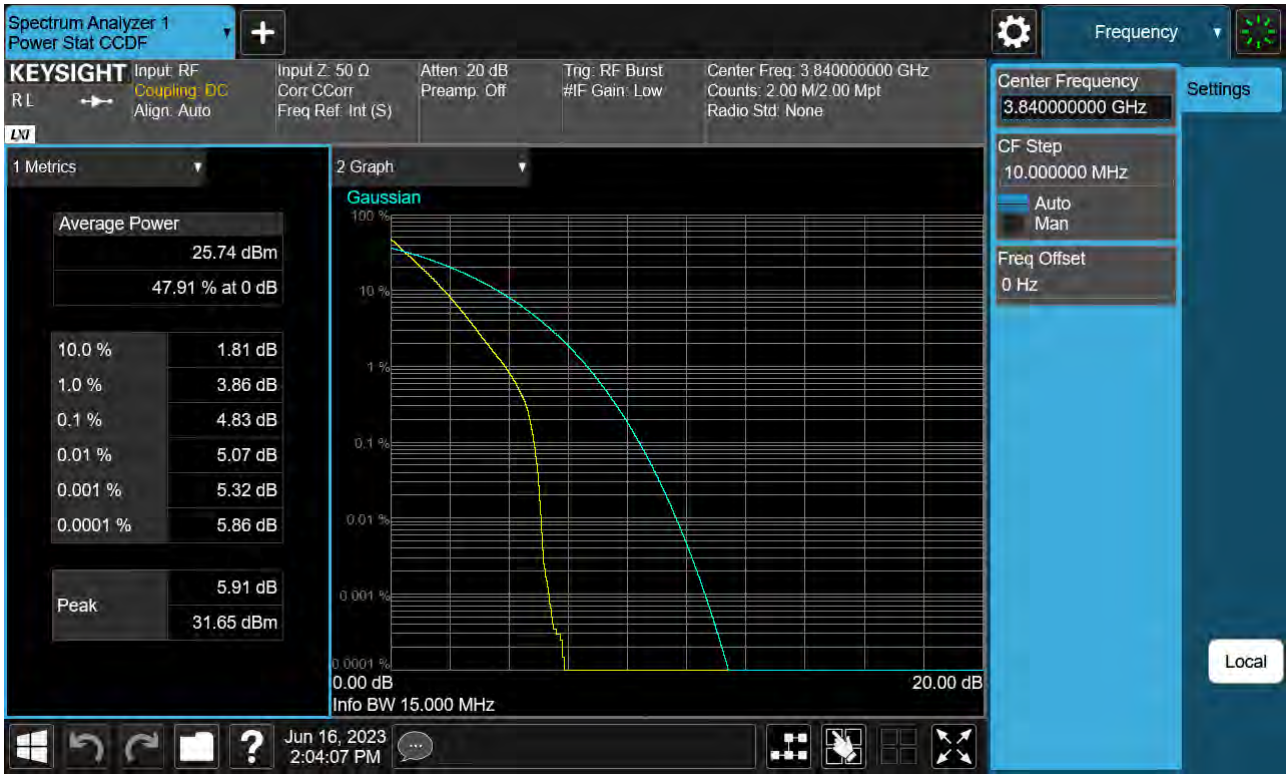 Spectrum Analyzer 1
Power Stat CCDF
+
Frequency
KEYSIGHT
RL
LXI
Input: RF
Coupling: DC
Align: Auto
Input Z: 50 Ω
Corr CCorr
Freq Ref: Int (S)
Atten: 20 dB
Preamp: Off
Trig: RF Burst
#IF Gain: Low
Center Freq: 3.840000000 GHz
Counts: 2.00 M/2.00 Mpt
Radio Std: None
Center Frequency
3.840000000 GHz
Settings
CF Step
10.000000 MHz
Auto
Man
Freq Offset
0 Hz
Local
1 Metrics
Average Power
25.74 dBm
47.91 % at 0 dB
10.0 % 1.81 dB
1.0 % 3.86 dB
0.1 % 4.83 dB
0.01 % 5.07 dB
0.001 % 5.32 dB
0.0001 % 5.86 dB
Peak
5.91 dB
31.65 dBm
2 Graph
Gaussian
100 %
10 %
1 %
0.1 %
0.01 %
0.001 %
0.0001 %
0.00 dB 20.00 dB
Info BW 15.000 MHz
?
Jun 16, 2023
2:04:07 PM